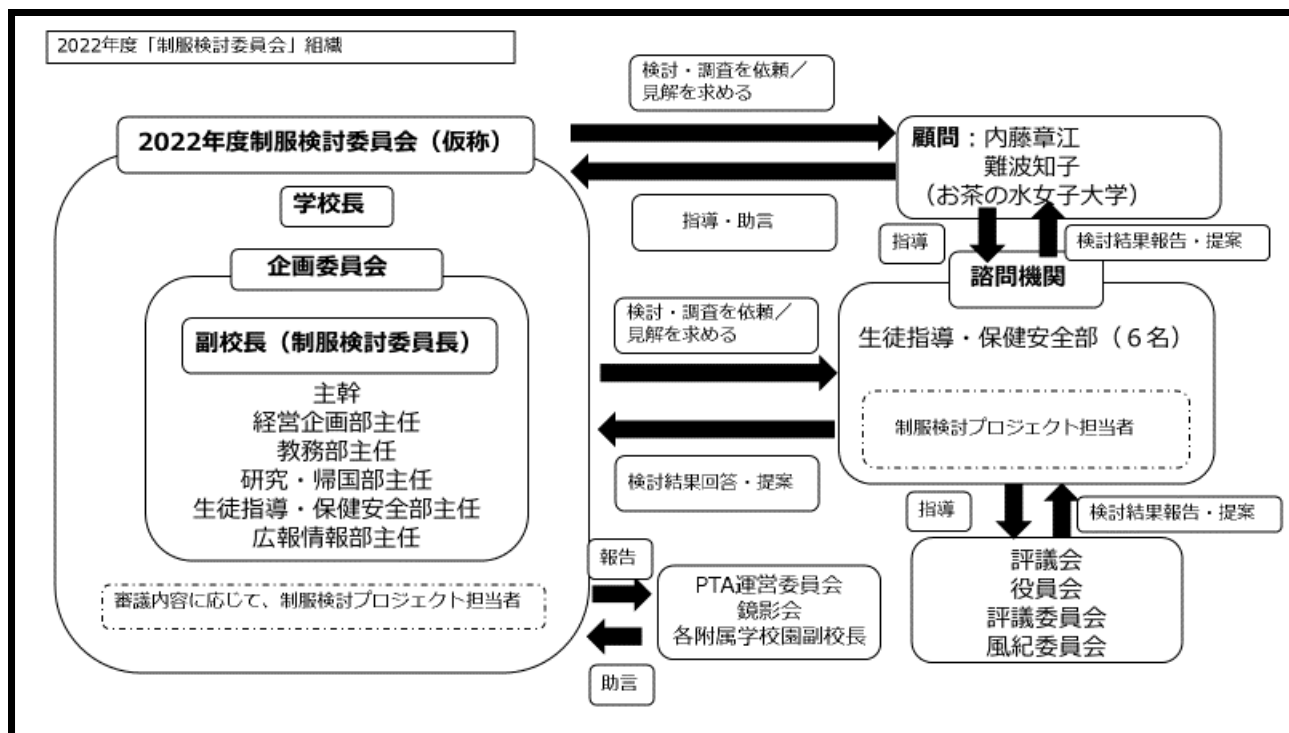 2022年度「制服検討委員会」組織
検討・調査を依頼／
見解を求める
2022年度制服検討委員会（仮称）
学校長
企画委員会
副校長（制服検討委員長）
主幹
経営企画部主任
教務部主任
研究・帰国部主任
生徒指導・保健安全部主任
広報情報部主任
審議内容に応じて、制服検討プロジェクト担当者
顧問：内藤章江
難波知子
（お茶の水女子大学）
指導・助言
指導
検討結果報告・提案
諮問機関
検討・調査を依頼／
見解を求める
生徒指導・保健安全部（６名）
制服検討プロジェクト担当者
検討結果回答・提案
指導
検討結果報告・提案
報告
PTA運営委員会
鏡影会
各附属学校園副校長
助言
評議会
役員会
評議委員会
風紀委員会